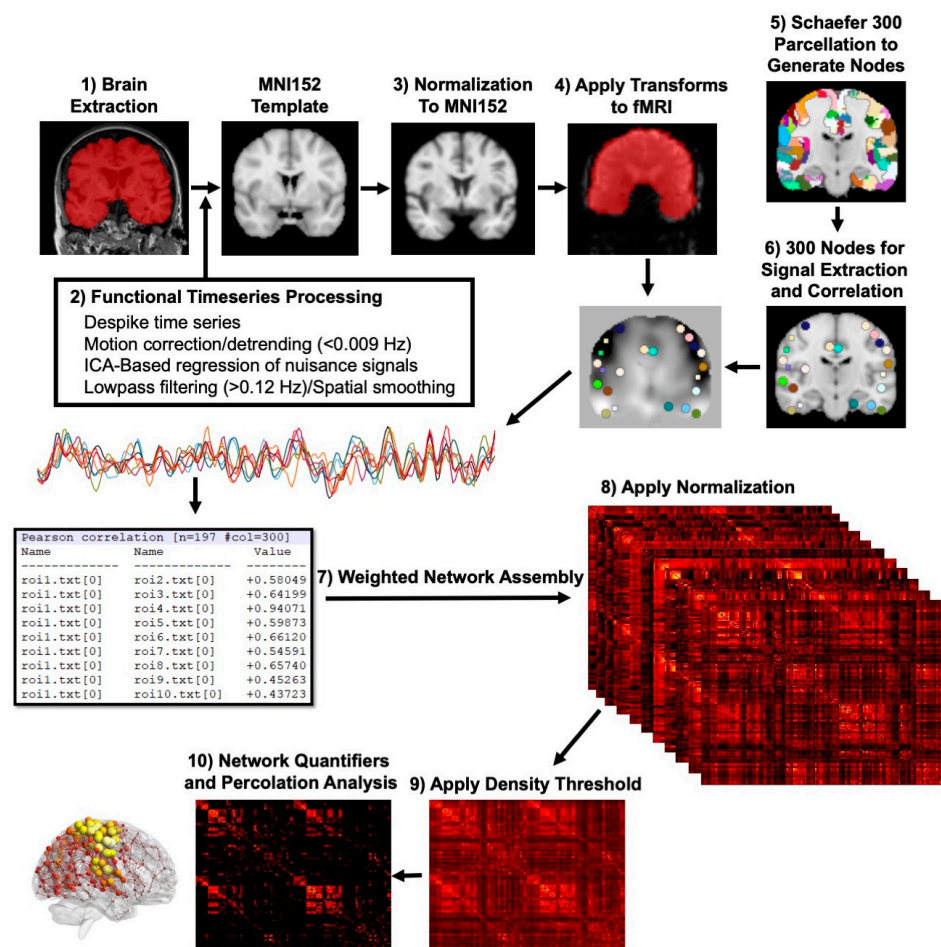 1) Brain
Extraction
MNI152
Template
3) Normalization
To MNI152
4) Apply Transforms
to fMRI
5) Schaefer 300
Parcellation to
Generate Nodes
2) Functional Timeseries Processing
Despike time series
Motion correction/detrending (<0.009 Hz)
ICA-Based regression of nuisance signals
Lowpass filtering (>0.12 Hz)/Spatial smoothing
6) 300 Nodes for
Signal Extraction
and Correlation
Pearson correlation [n=197 #col=300]
Name Name Value
-------------- -------------- --------
roi1.txt[0] roi2.txt[0] +0.58049
roi1.txt[0] roi3.txt[0] +0.64199
roi1.txt[0] roi4.txt[0] +0.94071
roi1.txt[0] roi5.txt[0] +0.59873
roi1.txt[0] roi6.txt[0] +0.66120
roi1.txt[0] roi7.txt[0] +0.54591
roi1.txt[0] roi8.txt[0] +0.65740
roi1.txt[0] roi9.txt[0] +0.45263
roi1.txt[0] roi10.txt[0] +0.43723
7) Weighted Network Assembly
8) Apply Normalization
9) Apply Density Threshold
10) Network Quantifiers
and Percolation Analysis